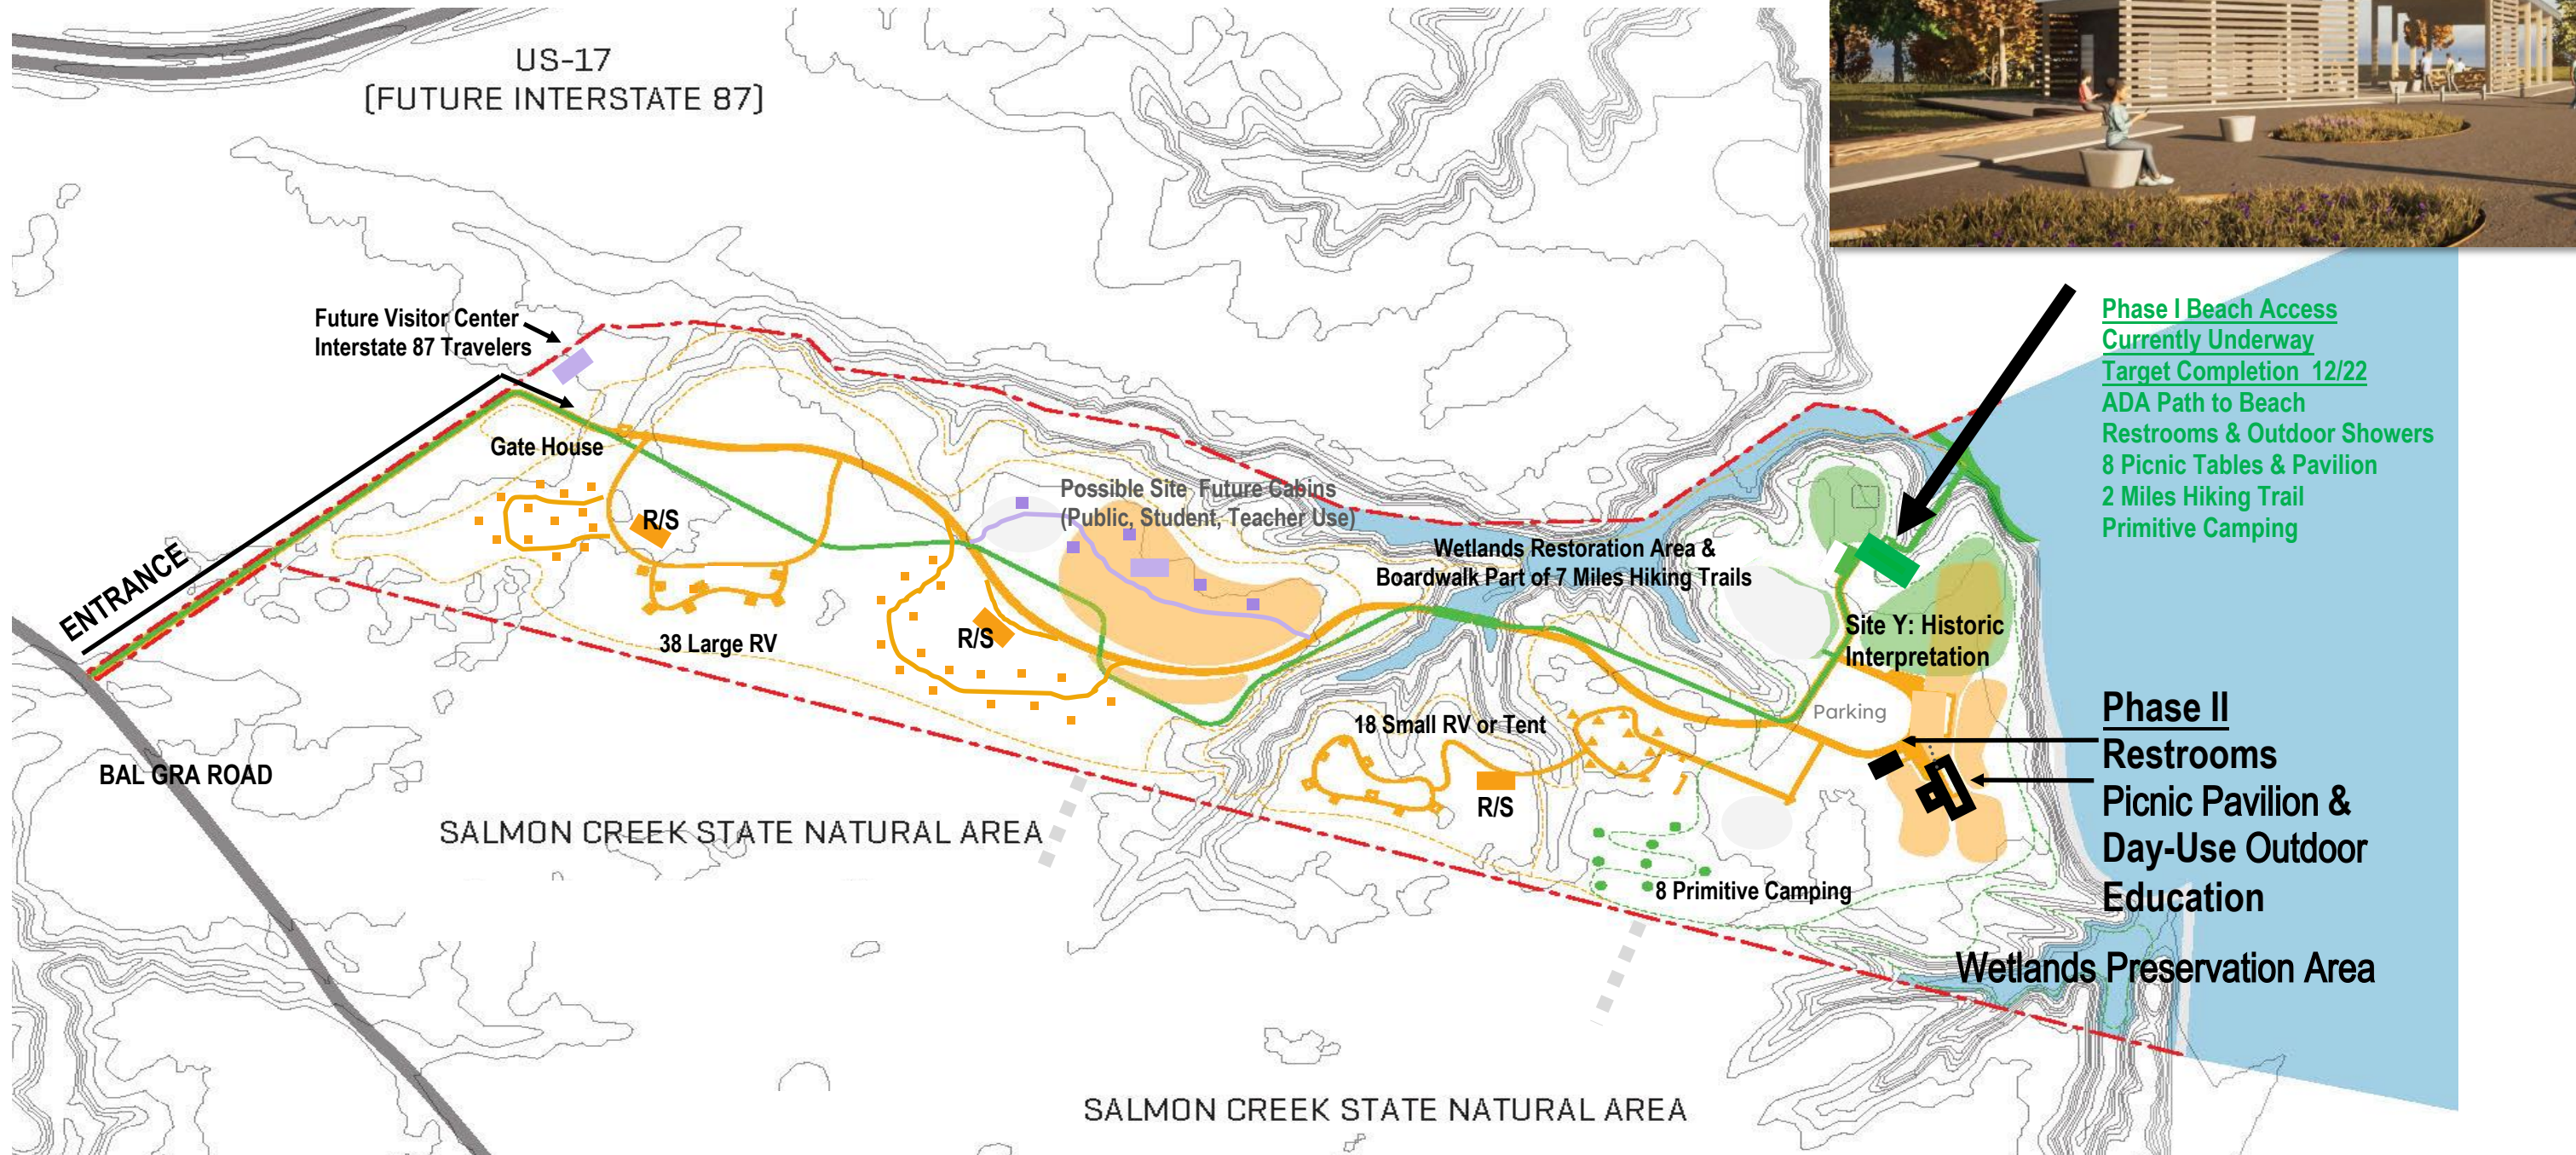 US-17
(FUTURE INTERSTATE 87)
Future Visitor Center
Interstate 87 Travelers
Gate House
ENTRANCE
R/S
38 Large RV
R/S
BAL GRA ROAD
SALMON CREEK STATE NATURAL AREA
Possible Site Future Cabins
(Public, Student, Teacher Use)
Wetlands Restoration Area &
Boardwalk Part of 7 Miles Hiking Trails
18 Small RV or Tent
R/S
8 Primitive Camping
Parking
Site Y: Historic
Interpretation
Phase I Beach Access
Currently Underway
Target Completion 12/22
ADA Path to Beach
Restrooms & Outdoor Showers
8 Picnic Tables & Pavilion
2 Miles Hiking Trail
Primitive Camping
Phase II
Restrooms
Picnic Pavilion &
Day-Use Outdoor
Education
Wetlands Preservation Area
SALMON CREEK STATE NATURAL AREA